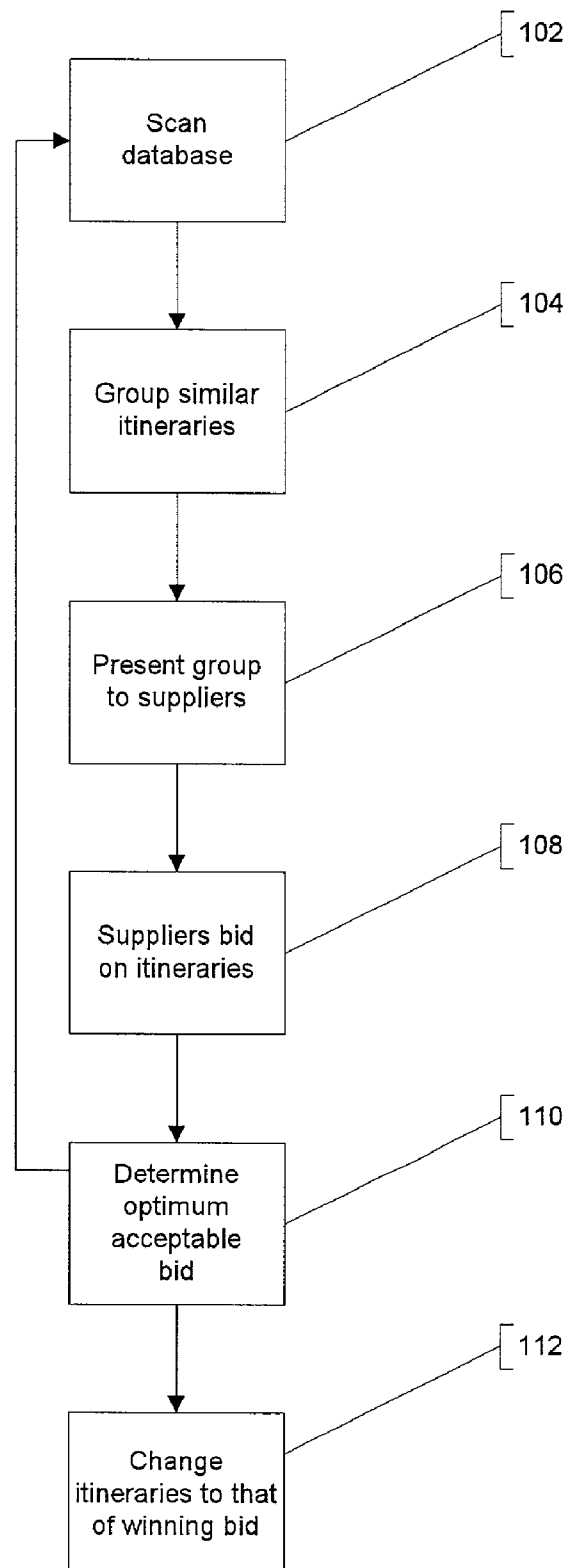 102
Scan
database
104
Group similar
itineraries
106
Present group
to suppliers
108
Suppliers bid
on itineraries
110
Determine
optimum
acceptable
bid
112
Change
itineraries to that
of winning bid